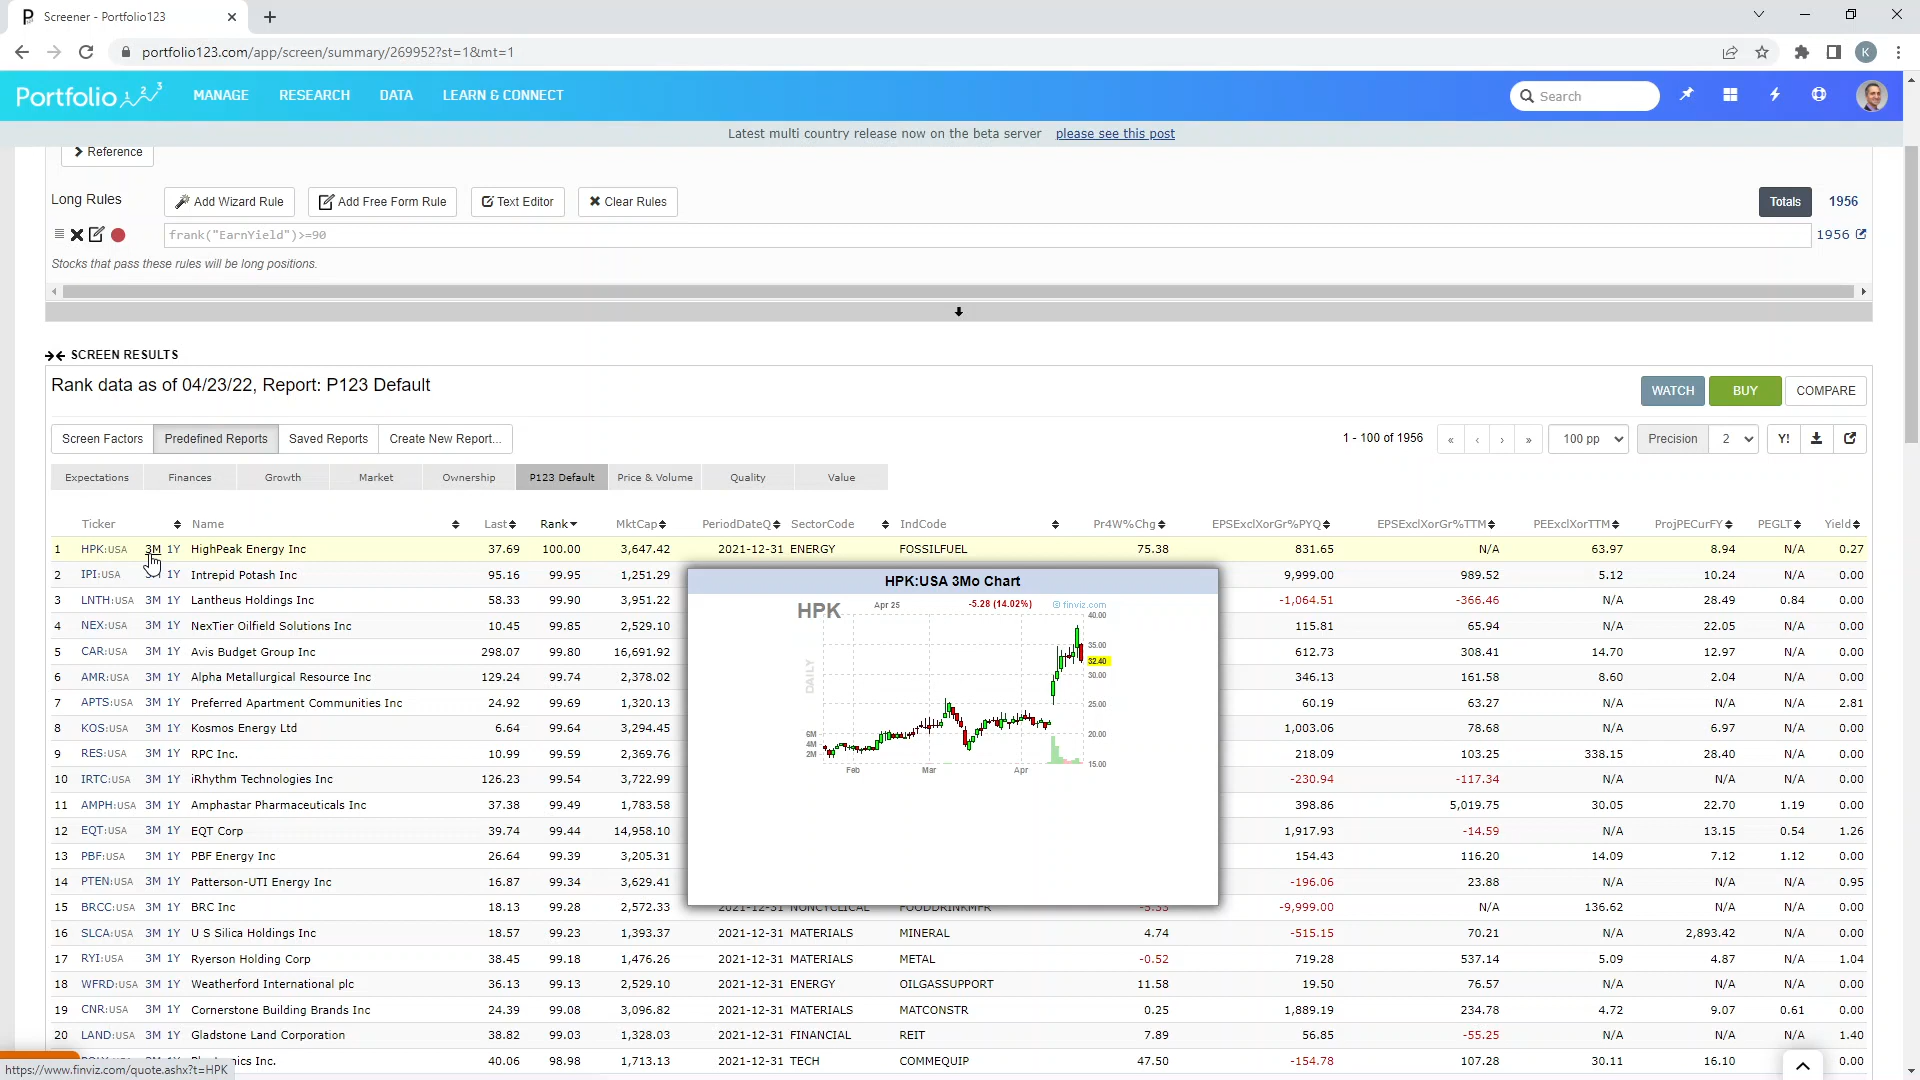 Screener - Portfolio123
portfolio123.com/app/screen/summary/269952?st=1&mt=1
K
Portfolio 1 2 3 MANAGE RESEARCH DATA LEARN & CONNECT Search
Latest multi country release now on the beta server please see this post
Reference
Long Rules Add Wizard Rule Add Free Form Rule Text Editor Clear Rules Totals 1956
frank("EarnYield")>=90 1956
Stocks that pass these rules will be long positions.
SCREEN RESULTS
Rank data as of 04/23/22, Report: P123 Default WATCH BUY COMPARE
Screen Factors Predefined Reports Saved Reports Create New Report... 1 - 100 of 1956 « ‹ › » 100 pp Precision 2 Y!
Expectations Finances Growth Market Ownership P123 Default Price & Volume Quality Value
Ticker Name Last Rank MktCap PeriodDateQ SectorCode IndCode Pr4W%Chg EPSExclXorGr%PYQ EPSExclXorGr%TTM PEExclXorTTM ProjPECurFY PEGLT Yield
1 HPK:USA 3M 1Y HighPeak Energy Inc 37.69 100.00 3,647.42 2021-12-31 ENERGY FOSSILFUEL 75.38 831.65 N/A 63.97 8.94 N/A 0.27
2 IPI:USA 1Y Intrepid Potash Inc 95.16 99.95 1,251.29 9,999.00 989.52 5.12 10.24 N/A 0.00
3 LNTH:USA 3M 1Y Lantheus Holdings Inc 58.33 99.90 3,951.22 -1,064.51 -366.46 N/A 28.49 0.84 0.00
4 NEX:USA 3M 1Y NexTier Oilfield Solutions Inc 10.45 99.85 2,529.10 115.81 65.94 N/A 22.05 N/A 0.00
5 CAR:USA 3M 1Y Avis Budget Group Inc 298.07 99.80 16,691.92 612.73 308.41 14.70 12.97 N/A 0.00
6 AMR:USA 3M 1Y Alpha Metallurgical Resource Inc 129.24 99.74 2,378.02 346.13 161.58 8.60 2.04 N/A 0.00
7 APTS:USA 3M 1Y Preferred Apartment Communities Inc 24.92 99.69 1,320.13 60.19 63.27 N/A N/A N/A 2.81
8 KOS:USA 3M 1Y Kosmos Energy Ltd 6.64 99.64 3,294.45 1,003.06 78.68 N/A 6.97 N/A 0.00
9 RES:USA 3M 1Y RPC Inc. 10.99 99.59 2,369.76 218.09 103.25 338.15 28.40 N/A 0.00
10 IRTC:USA 3M 1Y iRhythm Technologies Inc 126.23 99.54 3,722.99 -230.94 -117.34 N/A N/A N/A 0.00
11 AMPH:USA 3M 1Y Amphastar Pharmaceuticals Inc 37.38 99.49 1,783.58 398.86 5,019.75 30.05 22.70 1.19 0.00
12 EQT:USA 3M 1Y EQT Corp 39.74 99.44 14,958.10 1,917.93 -14.59 N/A 13.15 0.54 1.26
13 PBF:USA 3M 1Y PBF Energy Inc 26.64 99.39 3,205.31 154.43 116.20 14.09 7.12 1.12 0.00
14 PTEN:USA 3M 1Y Patterson-UTI Energy Inc 16.87 99.34 3,629.41 -196.06 23.88 N/A N/A N/A 0.95
15 BRCC:USA 3M 1Y BRC Inc 18.13 99.28 2,572.33 2021-12-31 NONCYCLICAL FOODDRINKMFR -5.33 -9,999.00 N/A 136.62 N/A N/A 0.00
16 SLCA:USA 3M 1Y U S Silica Holdings Inc 18.57 99.23 1,393.37 2021-12-31 MATERIALS MINERAL 4.74 -515.15 70.21 N/A 2,893.42 N/A 0.00
17 RYI:USA 3M 1Y Ryerson Holding Corp 38.45 99.18 1,476.26 2021-12-31 MATERIALS METAL -0.52 719.28 537.14 5.09 4.87 N/A 1.04
18 WFRD:USA 3M 1Y Weatherford International plc 36.13 99.13 2,529.10 2021-12-31 ENERGY OILGASSUPPORT 11.58 19.50 76.57 N/A N/A N/A 0.00
19 CNR:USA 3M 1Y Cornerstone Building Brands Inc 24.39 99.08 3,096.82 2021-12-31 MATERIALS MATCONSTR 0.25 1,889.19 234.78 4.72 9.07 0.61 0.00
20 LAND:USA 3M 1Y Gladstone Land Corporation 38.82 99.03 1,328.03 2021-12-31 FINANCIAL REIT 7.89 56.85 -55.25 N/A N/A N/A 1.40
Inc. 40.06 98.98 1,713.13 2021-12-31 TECH COMMEQUIP 47.50 -154.78 107.28 30.11 16.10 N/A 0.00
HPK:USA 3Mo Chart
HPK Apr 25 -5.28 (14.02%) © finviz.com
DAILY
40.00
35.00
32.40
30.00
25.00
20.00
15.00
6M
4M
2M
Feb Mar Apr
https://www.finviz.com/quote.ashx?t=HPK